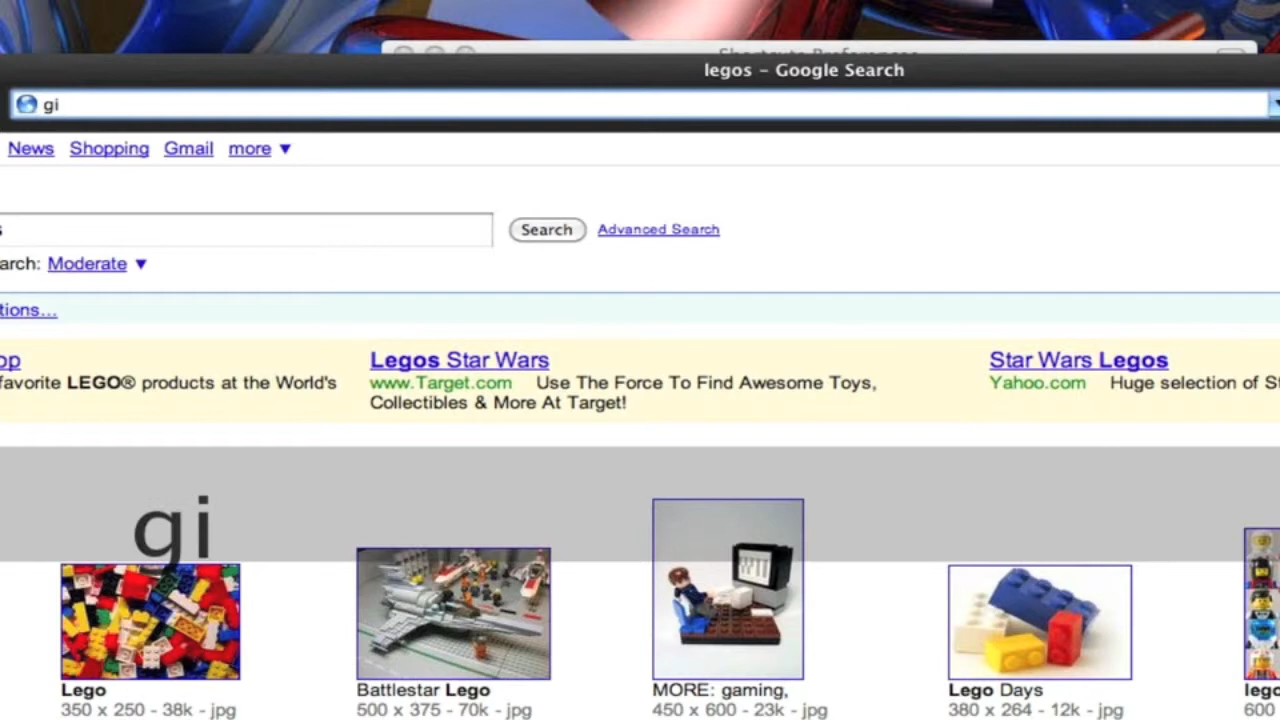 Shortcuts Preferences
legos – Google Search
gi
News Shopping Gmail more ▼
s
Search Advanced Search
arch: Moderate ▼
tions...
op
favorite LEGO® products at the World's
Legos Star Wars
www.Target.com Use The Force To Find Awesome Toys,
Collectibles & More At Target!
Star Wars Legos
Yahoo.com Huge selection of St
gi
Lego
350 x 250 - 38k - jpg
Battlestar Lego
500 x 375 - 70k - jpg
MORE: gaming,
450 x 600 - 23k - jpg
Lego Days
380 x 264 - 12k - jpg
lego
600